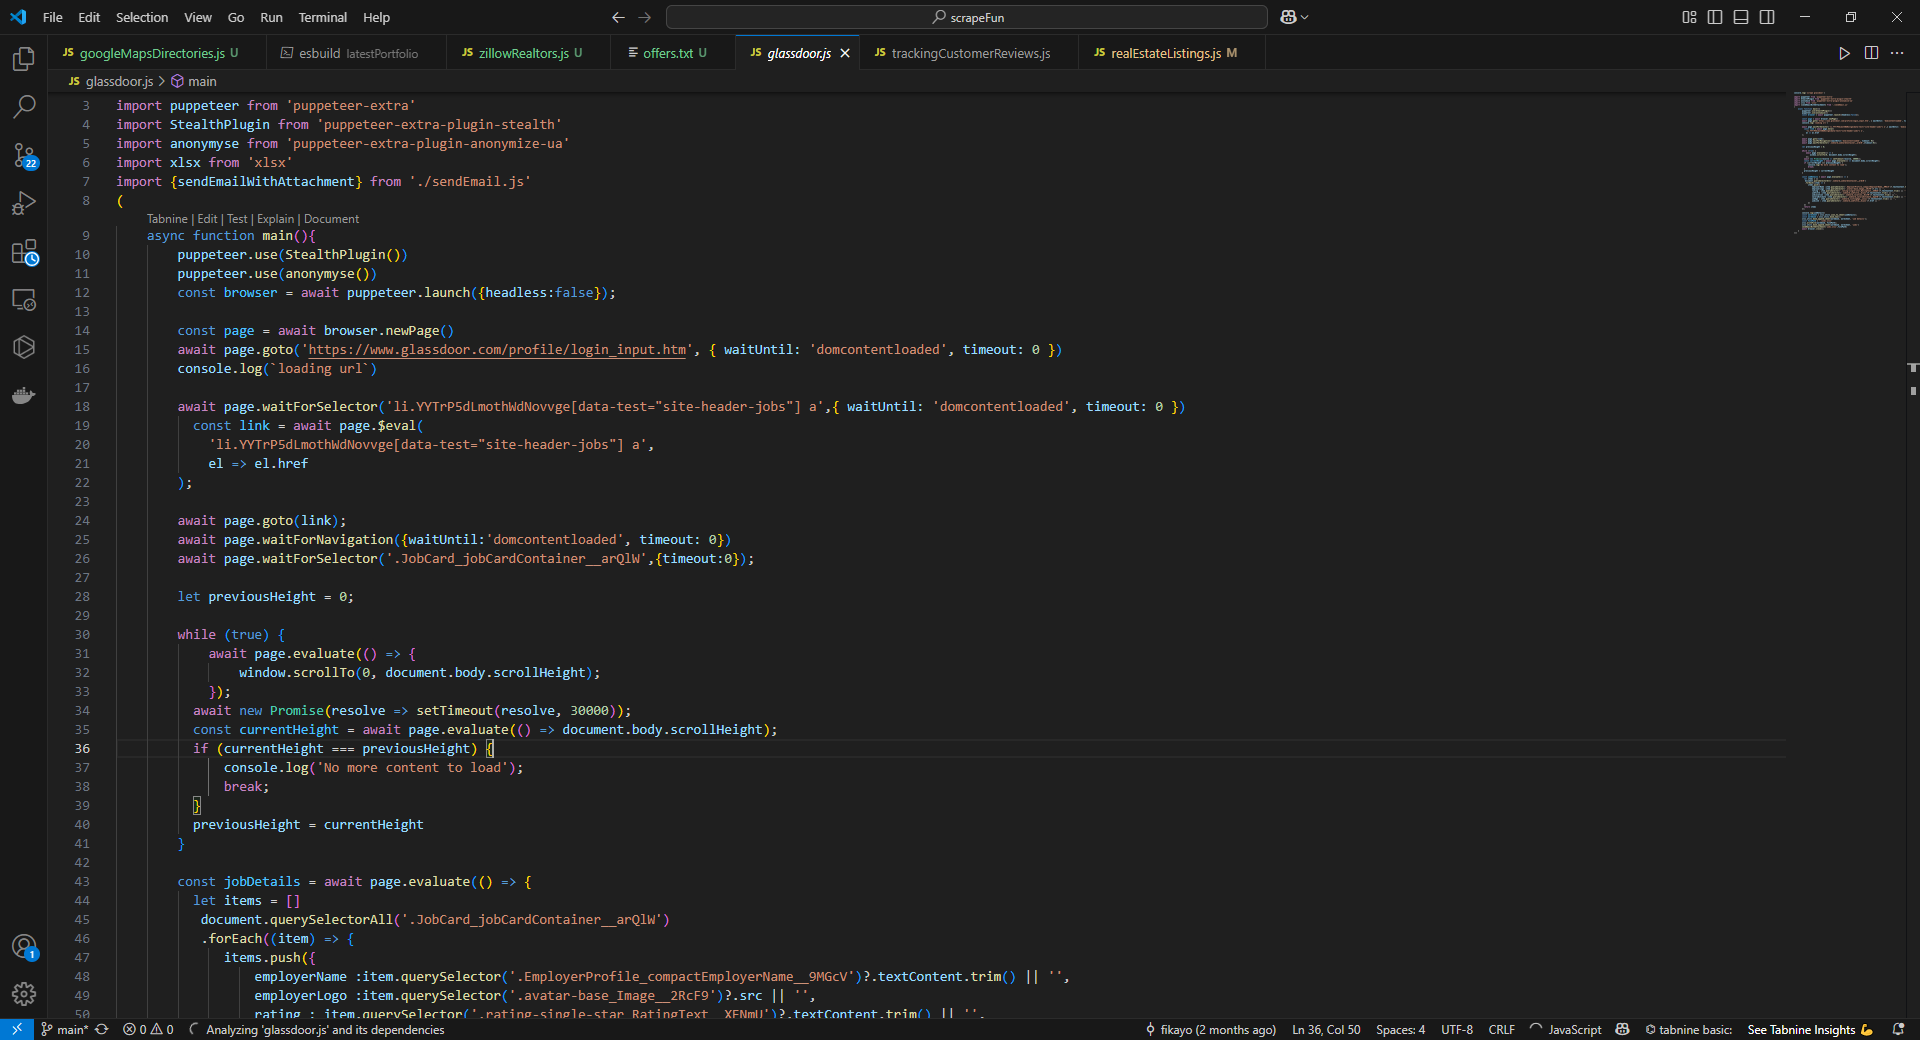 File Edit Selection View Go Run Terminal Help
scrapeFun
JS googleMapsDirectories.js U
esbuild latestPortfolio
JS zillowRealtors.js U
offers.txt U
JS glassdoor.js
JS trackingCustomerReviews.js
JS realEstateListings.js M
JS glassdoor.js > main
3 import puppeteer from 'puppeteer-extra'
4 import StealthPlugin from 'puppeteer-extra-plugin-stealth'
5 import anonymyse from 'puppeteer-extra-plugin-anonymize-ua'
6 import xlsx from 'xlsx'
7 import {sendEmailWithAttachment} from './sendEmail.js'
8 (
Tabnine | Edit | Test | Explain | Document
9 async function main(){
10 puppeteer.use(StealthPlugin())
11 puppeteer.use(anonymyse())
12 const browser = await puppeteer.launch({headless:false});
13
14 const page = await browser.newPage()
15 await page.goto('https://www.glassdoor.com/profile/login_input.htm', { waitUntil: 'domcontentloaded', timeout: 0 })
16 console.log(`loading url`)
17
18 await page.waitForSelector('li.YYTrP5dLmothWdNovvge[data-test="site-header-jobs"] a',{ waitUntil: 'domcontentloaded', timeout: 0 })
19 const link = await page.$eval(
20 'li.YYTrP5dLmothWdNovvge[data-test="site-header-jobs"] a',
21 el => el.href
22 );
23
24 await page.goto(link);
25 await page.waitForNavigation({waitUntil:'domcontentloaded', timeout: 0})
26 await page.waitForSelector('.JobCard_jobCardContainer__arQlW',{timeout:0});
27
28 let previousHeight = 0;
29
30 while (true) {
31 await page.evaluate(() => {
32 window.scrollTo(0, document.body.scrollHeight);
33 });
34 await new Promise(resolve => setTimeout(resolve, 30000));
35 const currentHeight = await page.evaluate(() => document.body.scrollHeight);
36 if (currentHeight === previousHeight) {
37 console.log('No more content to load');
38 break;
39 }
40 previousHeight = currentHeight
41 }
42
43 const jobDetails = await page.evaluate(() => {
44 let items = []
45 document.querySelectorAll('.JobCard_jobCardContainer__arQlW')
46 .forEach((item) => {
47 items.push({
48 employerName :item.querySelector('.EmployerProfile_compactEmployerName__9MGcV')?.textContent.trim() || '',
49 employerLogo :item.querySelector('.avatar-base_Image__2RcF9')?.src || '',
50 rating : item.querySelector('.rating-single-star_RatingText__XENmU')?.textContent.trim() || '',
22
1
main* 0 0 Analyzing 'glassdoor.js' and its dependencies
fikayo (2 months ago) Ln 36, Col 50 Spaces: 4 UTF-8 CRLF JavaScript tabnine basic: See Tabnine Insights 💪